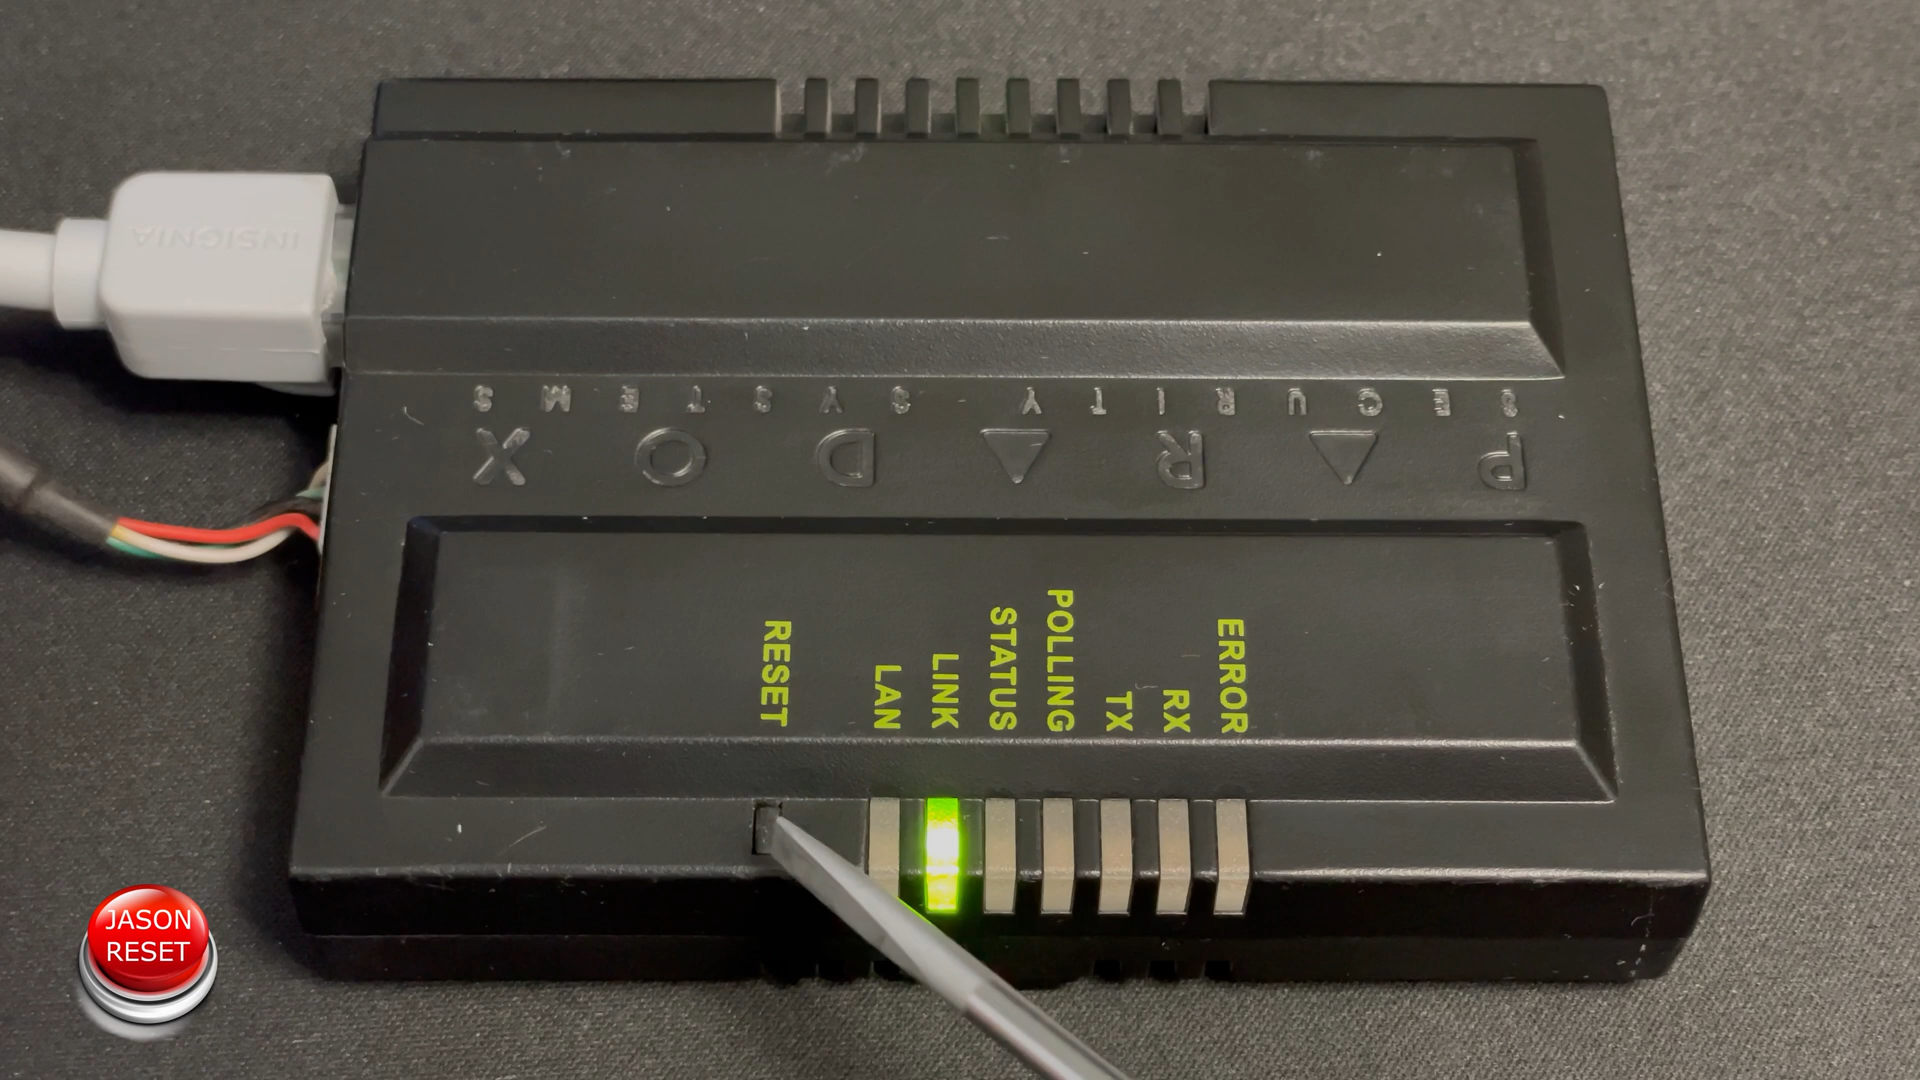 INSIGNIA
PARADOX
SECURITY SYSTEMS
RESET
LAN
LINK
STATUS
POLLING
TX
RX
ERROR
JASON
RESET